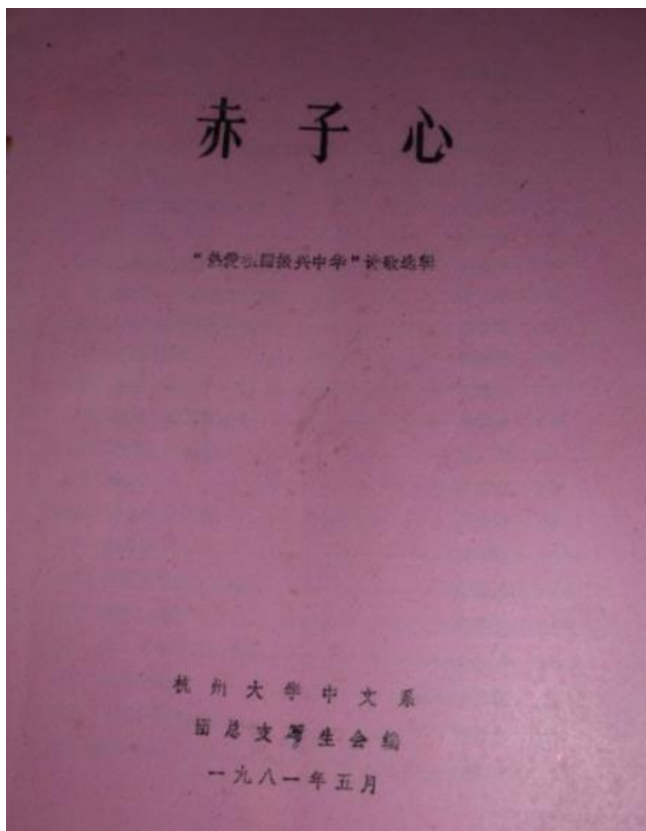 赤子心
“热爱祖国振兴中华”诗歌选辑
杭州大学中文系
团总支学生会编
一九八一年五月